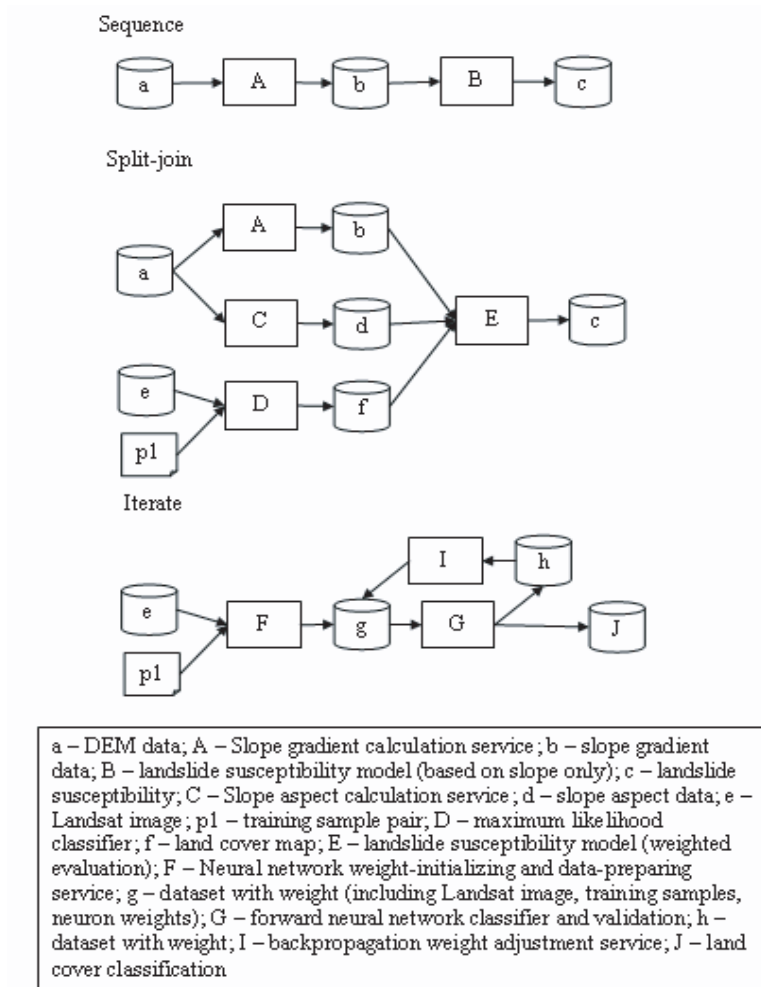 Sequence
a A b B c
Split-join
A b
a
C d E c
e
D f
p1
Iterate
I h
e
F g G J
p1
a – DEM data; A – Slope gradient calculation service; b – slope gradient
data; B – landslide susceptibility model (based on slope only); c – landslide
susceptibility; C – Slope aspect calculation service; d – slope aspect data; e –
Landsat image; p1 – training sample pair; D – maximum likelihood
classifier; f – land cover map; E – landslide susceptibility model (weighted
evaluation); F – Neural network weight-initializing and data-preparing
service; g – dataset with weight (including Landsat image, training samples,
neuron weights); G – forward neural network classifier and validation; h –
dataset with weight; I – backpropagation weight adjustment service; J – land
cover classification